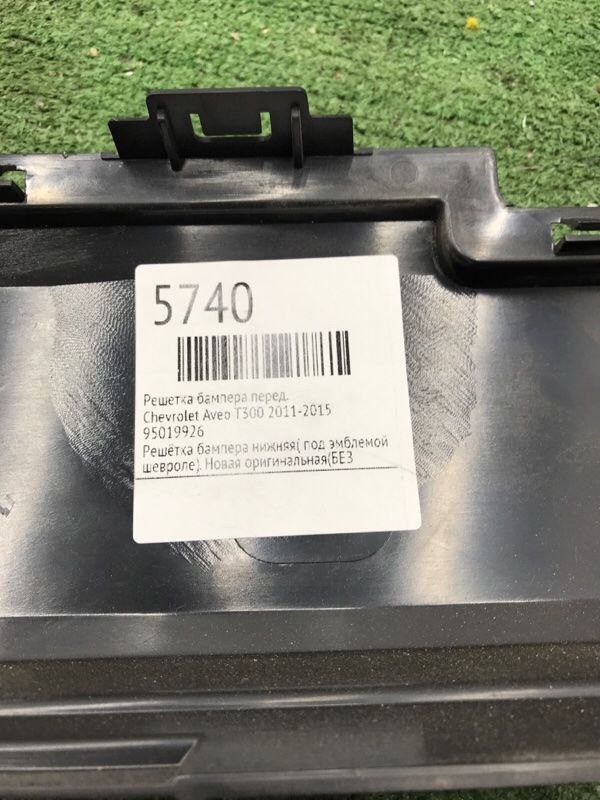 5740
Решетка бампера перед.
Chevrolet Aveo T300 2011-2015
95019926
Решётка бампера нижняя( под эмблемой
шевроле). Новая оригинальная(БЕЗ